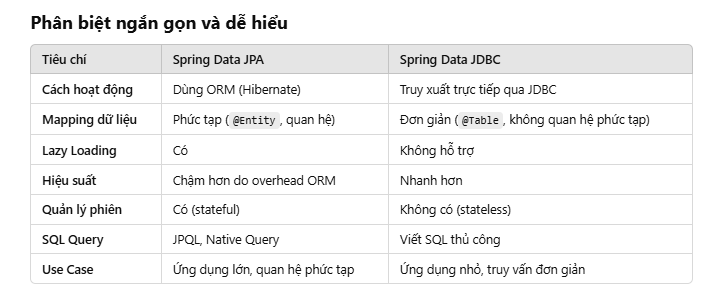 Phân biệt ngắn gọn và dễ hiểu
Tiêu chí Spring Data JPA Spring Data JDBC
Cách hoạt động Dùng ORM (Hibernate) Truy xuất trực tiếp qua JDBC
Mapping dữ liệu Phức tạp ( @Entity , quan hệ) Đơn giản ( @Table , không quan hệ phức tạp)
Lazy Loading Có Không hỗ trợ
Hiệu suất Chậm hơn do overhead ORM Nhanh hơn
Quản lý phiên Có (stateful) Không có (stateless)
SQL Query JPQL, Native Query Viết SQL thủ công
Use Case Ứng dụng lớn, quan hệ phức tạp Ứng dụng nhỏ, truy vấn đơn giản